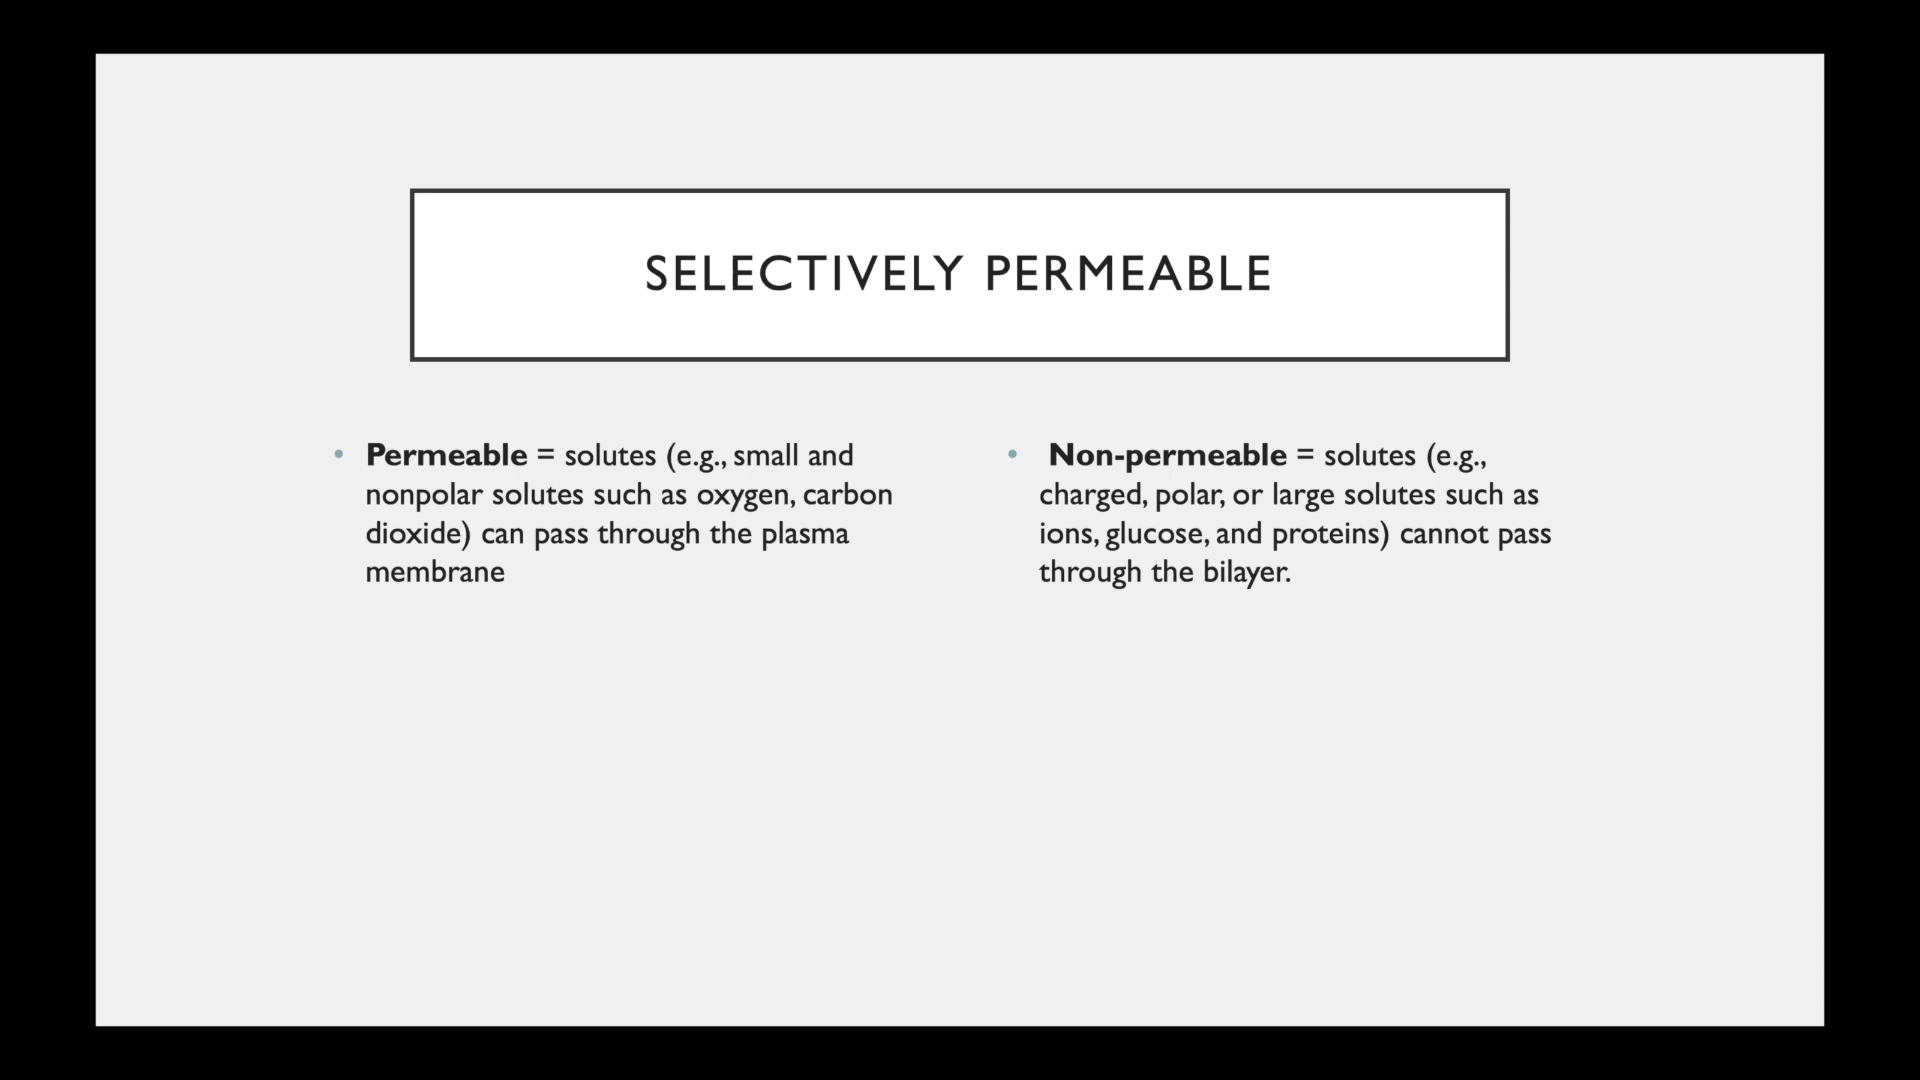 SELECTIVELY PERMEABLE
• Permeable = solutes (e.g., small and
nonpolar solutes such as oxygen, carbon
dioxide) can pass through the plasma
membrane
• Non-permeable = solutes (e.g.,
charged, polar, or large solutes such as
ions, glucose, and proteins) cannot pass
through the bilayer.